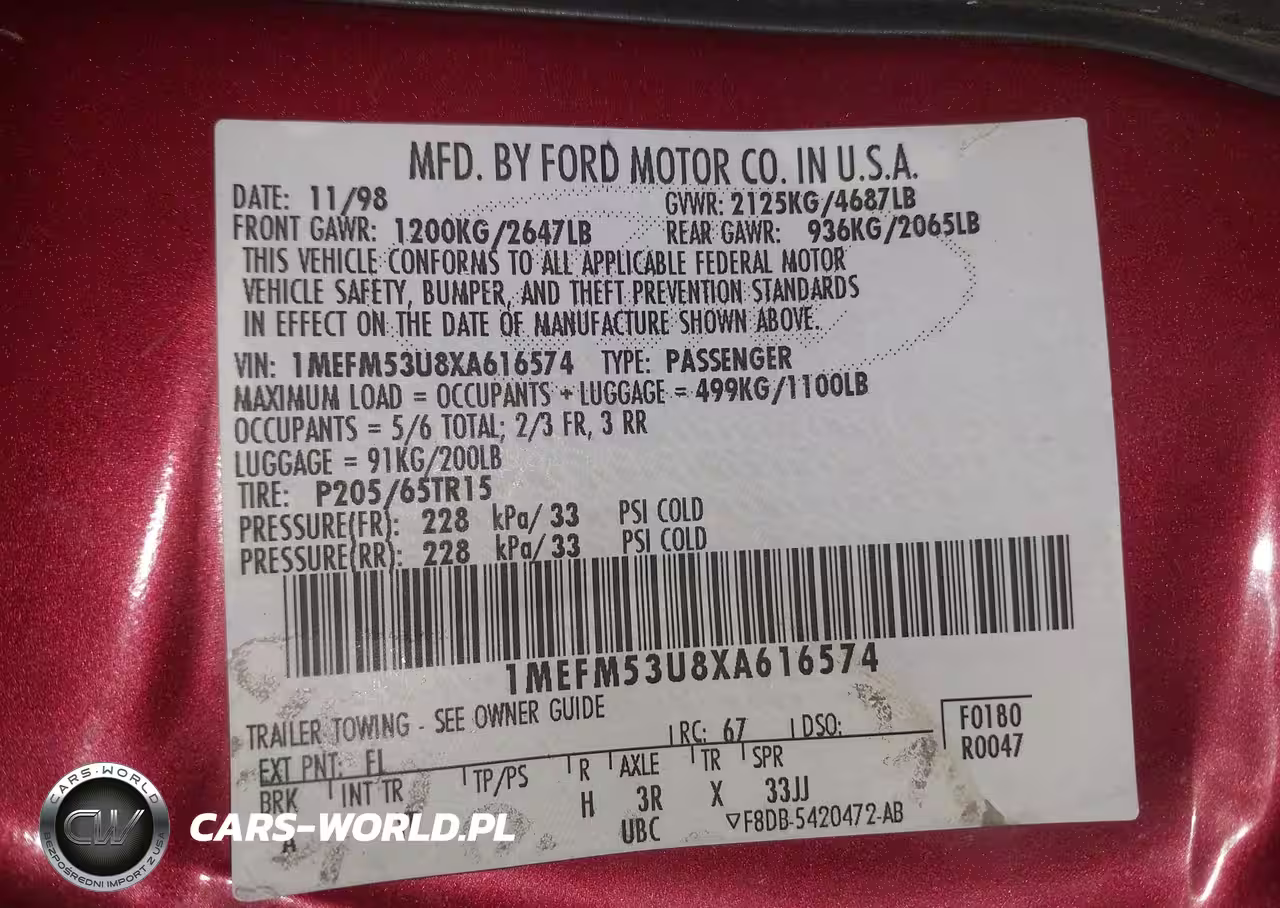 MFD. BY FORD MOTOR CO. IN U.S.A.
DATE: 11/98 GVWR: 2125KG/4687LB
FRONT GAWR: 1200KG/2647LB REAR GAWR: 936KG/2065LB
THIS VEHICLE CONFORMS TO ALL APPLICABLE FEDERAL MOTOR
VEHICLE SAFETY, BUMPER, AND THEFT PREVENTION STANDARDS
IN EFFECT ON THE DATE OF MANUFACTURE SHOWN ABOVE.
VIN: 1MEFM53U8XA616574 TYPE: PASSENGER
MAXIMUM LOAD = OCCUPANTS + LUGGAGE = 499KG/1100LB
OCCUPANTS = 5/6 TOTAL; 2/3 FR, 3 RR
LUGGAGE = 91KG/200LB
TIRE: P205/65TR15
PRESSURE(FR): 228 kPa/ 33 PSI COLD
PRESSURE(RR): 228 kPa/ 33 PSI COLD
1MEFM53U8XA616574
TRAILER TOWING - SEE OWNER GUIDE
EXT PNT: FL RC: 67 DSO:
F0180
R0047
BRK INT TR TP/PS R AXLE TR SPR
A H 3R X 33JJ
UBC ▽F8DB-5420472-AB
CARS-WORLD
CW
BEZPOŚREDNI IMPORT Z USA
CARS-WORLD.PL